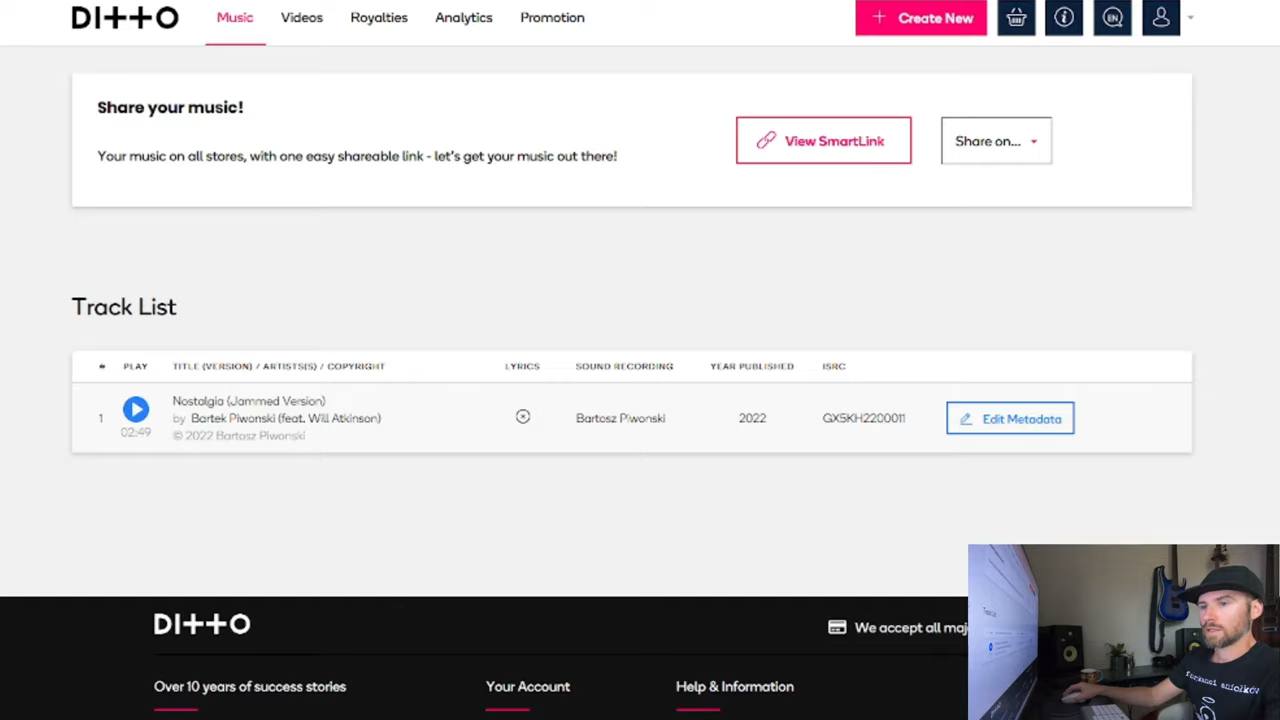 DITTO
Music Videos Royalties Analytics Promotion
+ Create New
Share your music!
Your music on all stores, with one easy shareable link - let's get your music out there!
View SmartLink
Share on...
Track List
# PLAY TITLE (VERSION) / ARTISTS(S) / COPYRIGHT LYRICS SOUND RECORDING YEAR PUBLISHED ISRC
Nostalgia (Jammed Version)
1 by Bartek Piwonski (feat. Will Atkinson) Bartosz Piwonski 2022 GX5KH2200011 Edit Metadata
02:49 © 2022 Bartosz Piwonski
DITTO
We accept all maj
Over 10 years of success stories Your Account Help & Information